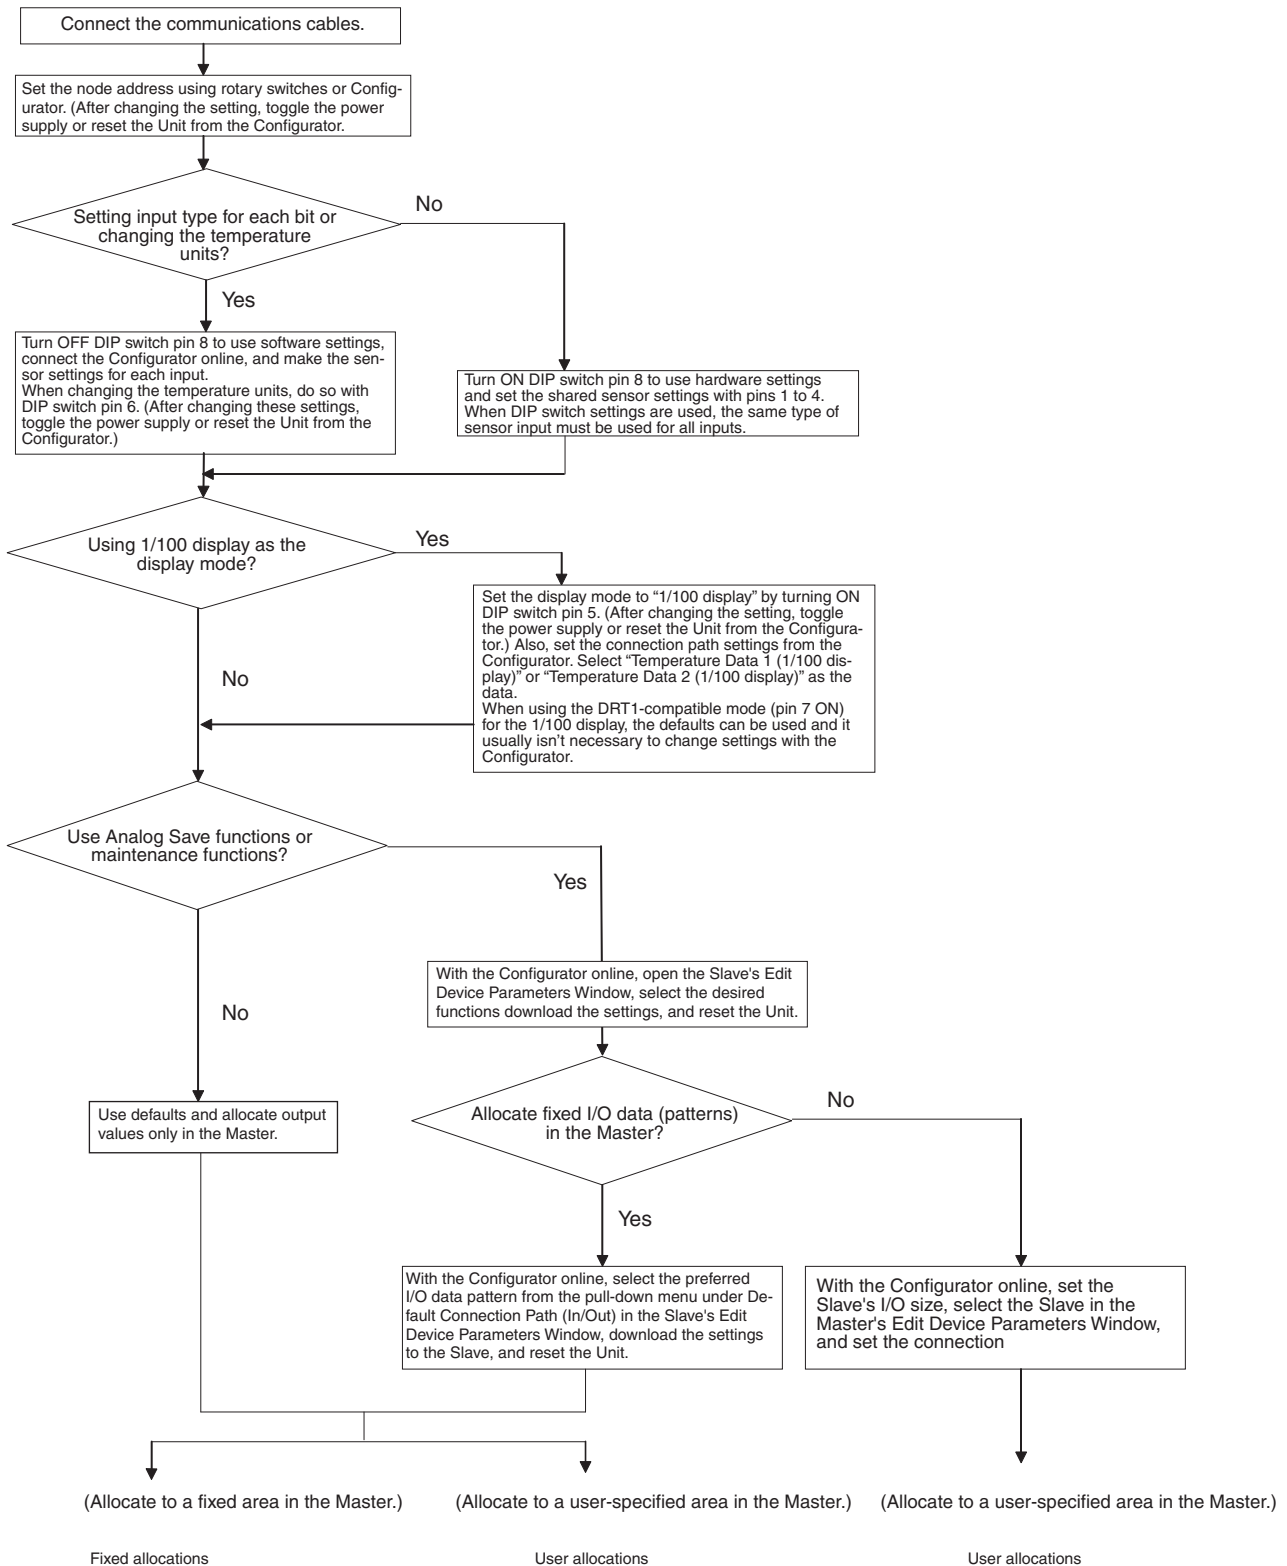 Connect the communications cables.
Set the node address using rotary switches or Config-
urator. (After changing the setting, toggle the power
supply or reset the Unit from the Configurator.
Setting input type for each bit or
changing the temperature
units?
No
Yes
Turn OFF DIP switch pin 8 to use software settings,
connect the Configurator online, and make the sen-
sor settings for each input.
When changing the temperature units, do so with
DIP switch pin 6. (After changing these settings,
toggle the power supply or reset the Unit from the
Configurator.)
Turn ON DIP switch pin 8 to use hardware settings
and set the shared sensor settings with pins 1 to 4.
When DIP switch settings are used, the same type of
sensor input must be used for all inputs.
Using 1/100 display as the
display mode?
Yes
Set the display mode to “1/100 display” by turning ON
DIP switch pin 5. (After changing the setting, toggle
the power supply or reset the Unit from the Configura-
tor.) Also, set the connection path settings from the
Configurator. Select “Temperature Data 1 (1/100 dis-
play)” or “Temperature Data 2 (1/100 display)” as the
data.
When using the DRT1-compatible mode (pin 7 ON)
for the 1/100 display, the defaults can be used and it
usually isn’t necessary to change settings with the
Configurator.
No
Use Analog Save functions or
maintenance functions?
Yes
With the Configurator online, open the Slave's Edit
Device Parameters Window, select the desired
functions download the settings, and reset the Unit.
No
Use defaults and allocate output
values only in the Master.
Allocate fixed I/O data (patterns)
in the Master?
No
Yes
With the Configurator online, select the preferred
I/O data pattern from the pull-down menu under De-
fault Connection Path (In/Out) in the Slave's Edit
Device Parameters Window, download the settings
to the Slave, and reset the Unit.
With the Configurator online, set the
Slave's I/O size, select the Slave in the
Master's Edit Device Parameters Window,
and set the connection
(Allocate to a fixed area in the Master.)
(Allocate to a user-specified area in the Master.)
(Allocate to a user-specified area in the Master.)
Fixed allocations
User allocations
User allocations